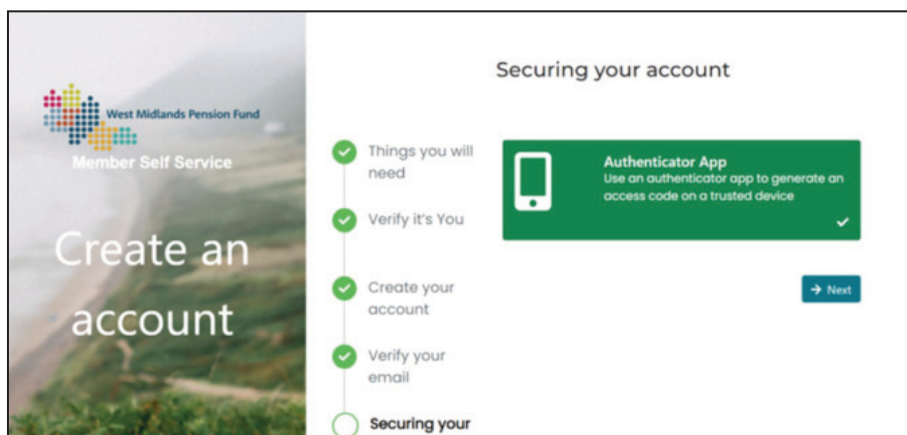 West Midlands Pension Fund
Member Self Service
Create an
account
Securing your account
Things you will
need
Verify it's You
Create your
account
Verify your
email
Securing your
Authenticator App
Use an authenticator app to generate an
access code on a trusted device
→ Next